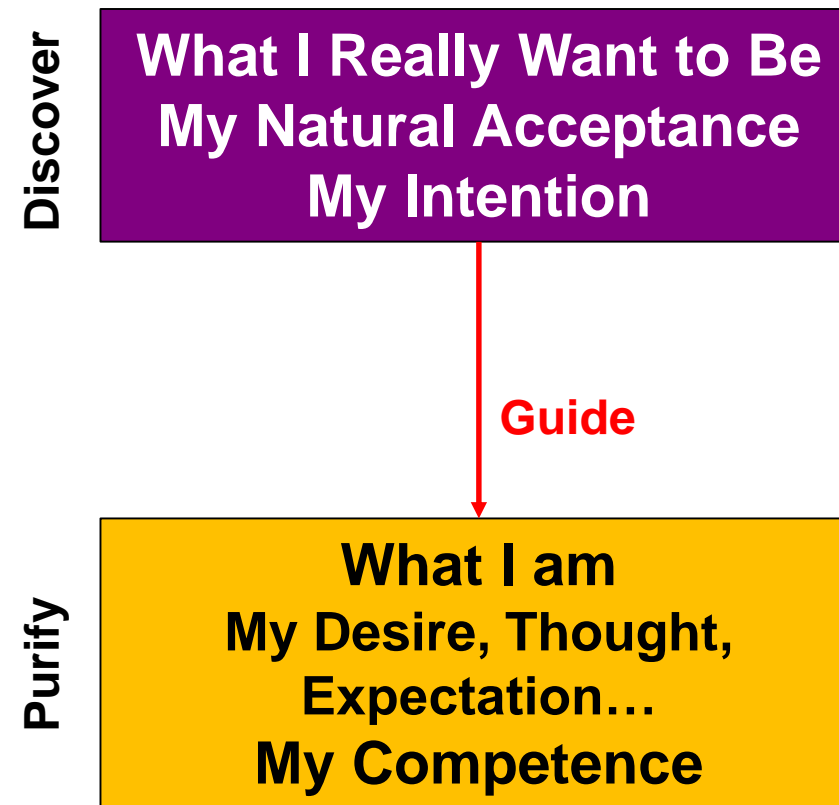 Discover
What I Really Want to Be
My Natural Acceptance
My Intention
Guide
Purify
What I am
My Desire, Thought,
Expectation…
My Competence